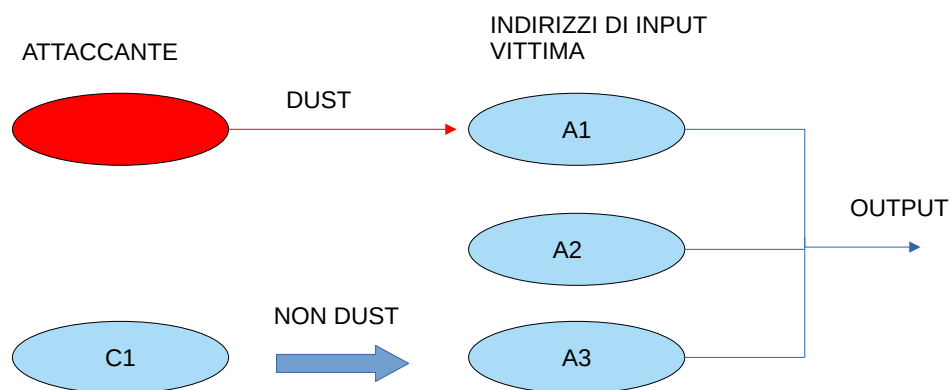 ATTACCANTE
INDIRIZZI DI INPUT
VITTIMA
DUST
A1
A2
OUTPUT
NON DUST
C1
A3